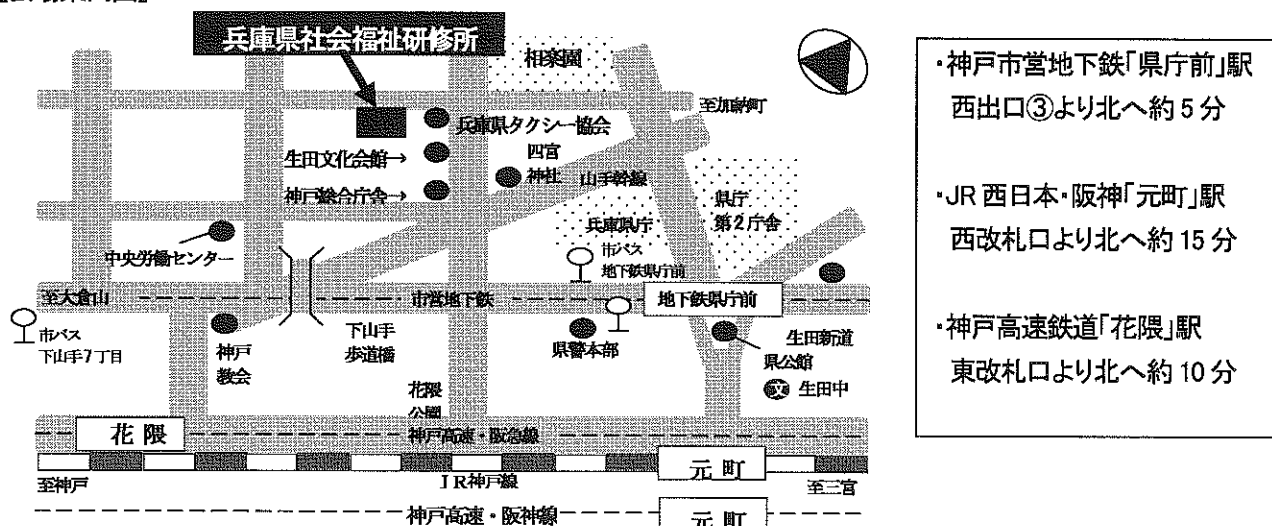 兵庫県社会福祉研修所
相楽園
至加納町
兵庫県タクシー協会
生田文化会館→
四宮
神社
山手幹線
神戸総合庁舎→
県庁
第2庁舎
兵庫県庁
中央労働センター
市バス
地下鉄県庁前
至大倉山
市営地下鉄
地下鉄県庁前
市バス
下山手7丁目
神戸
教会
下山手
歩道橋
県警本部
生田新道
県公館
文 生田中
花隈
公園
花隈
神戸高速・阪急線
元町
至神戸
JR神戸線
至三宮
神戸高速・阪神線
元町
・神戸市営地下鉄「県庁前」駅
西出口③より北へ約5分
・JR西日本・阪神「元町」駅
西改札口より北へ約15分
・神戸高速鉄道「花隈」駅
東改札口より北へ約10分